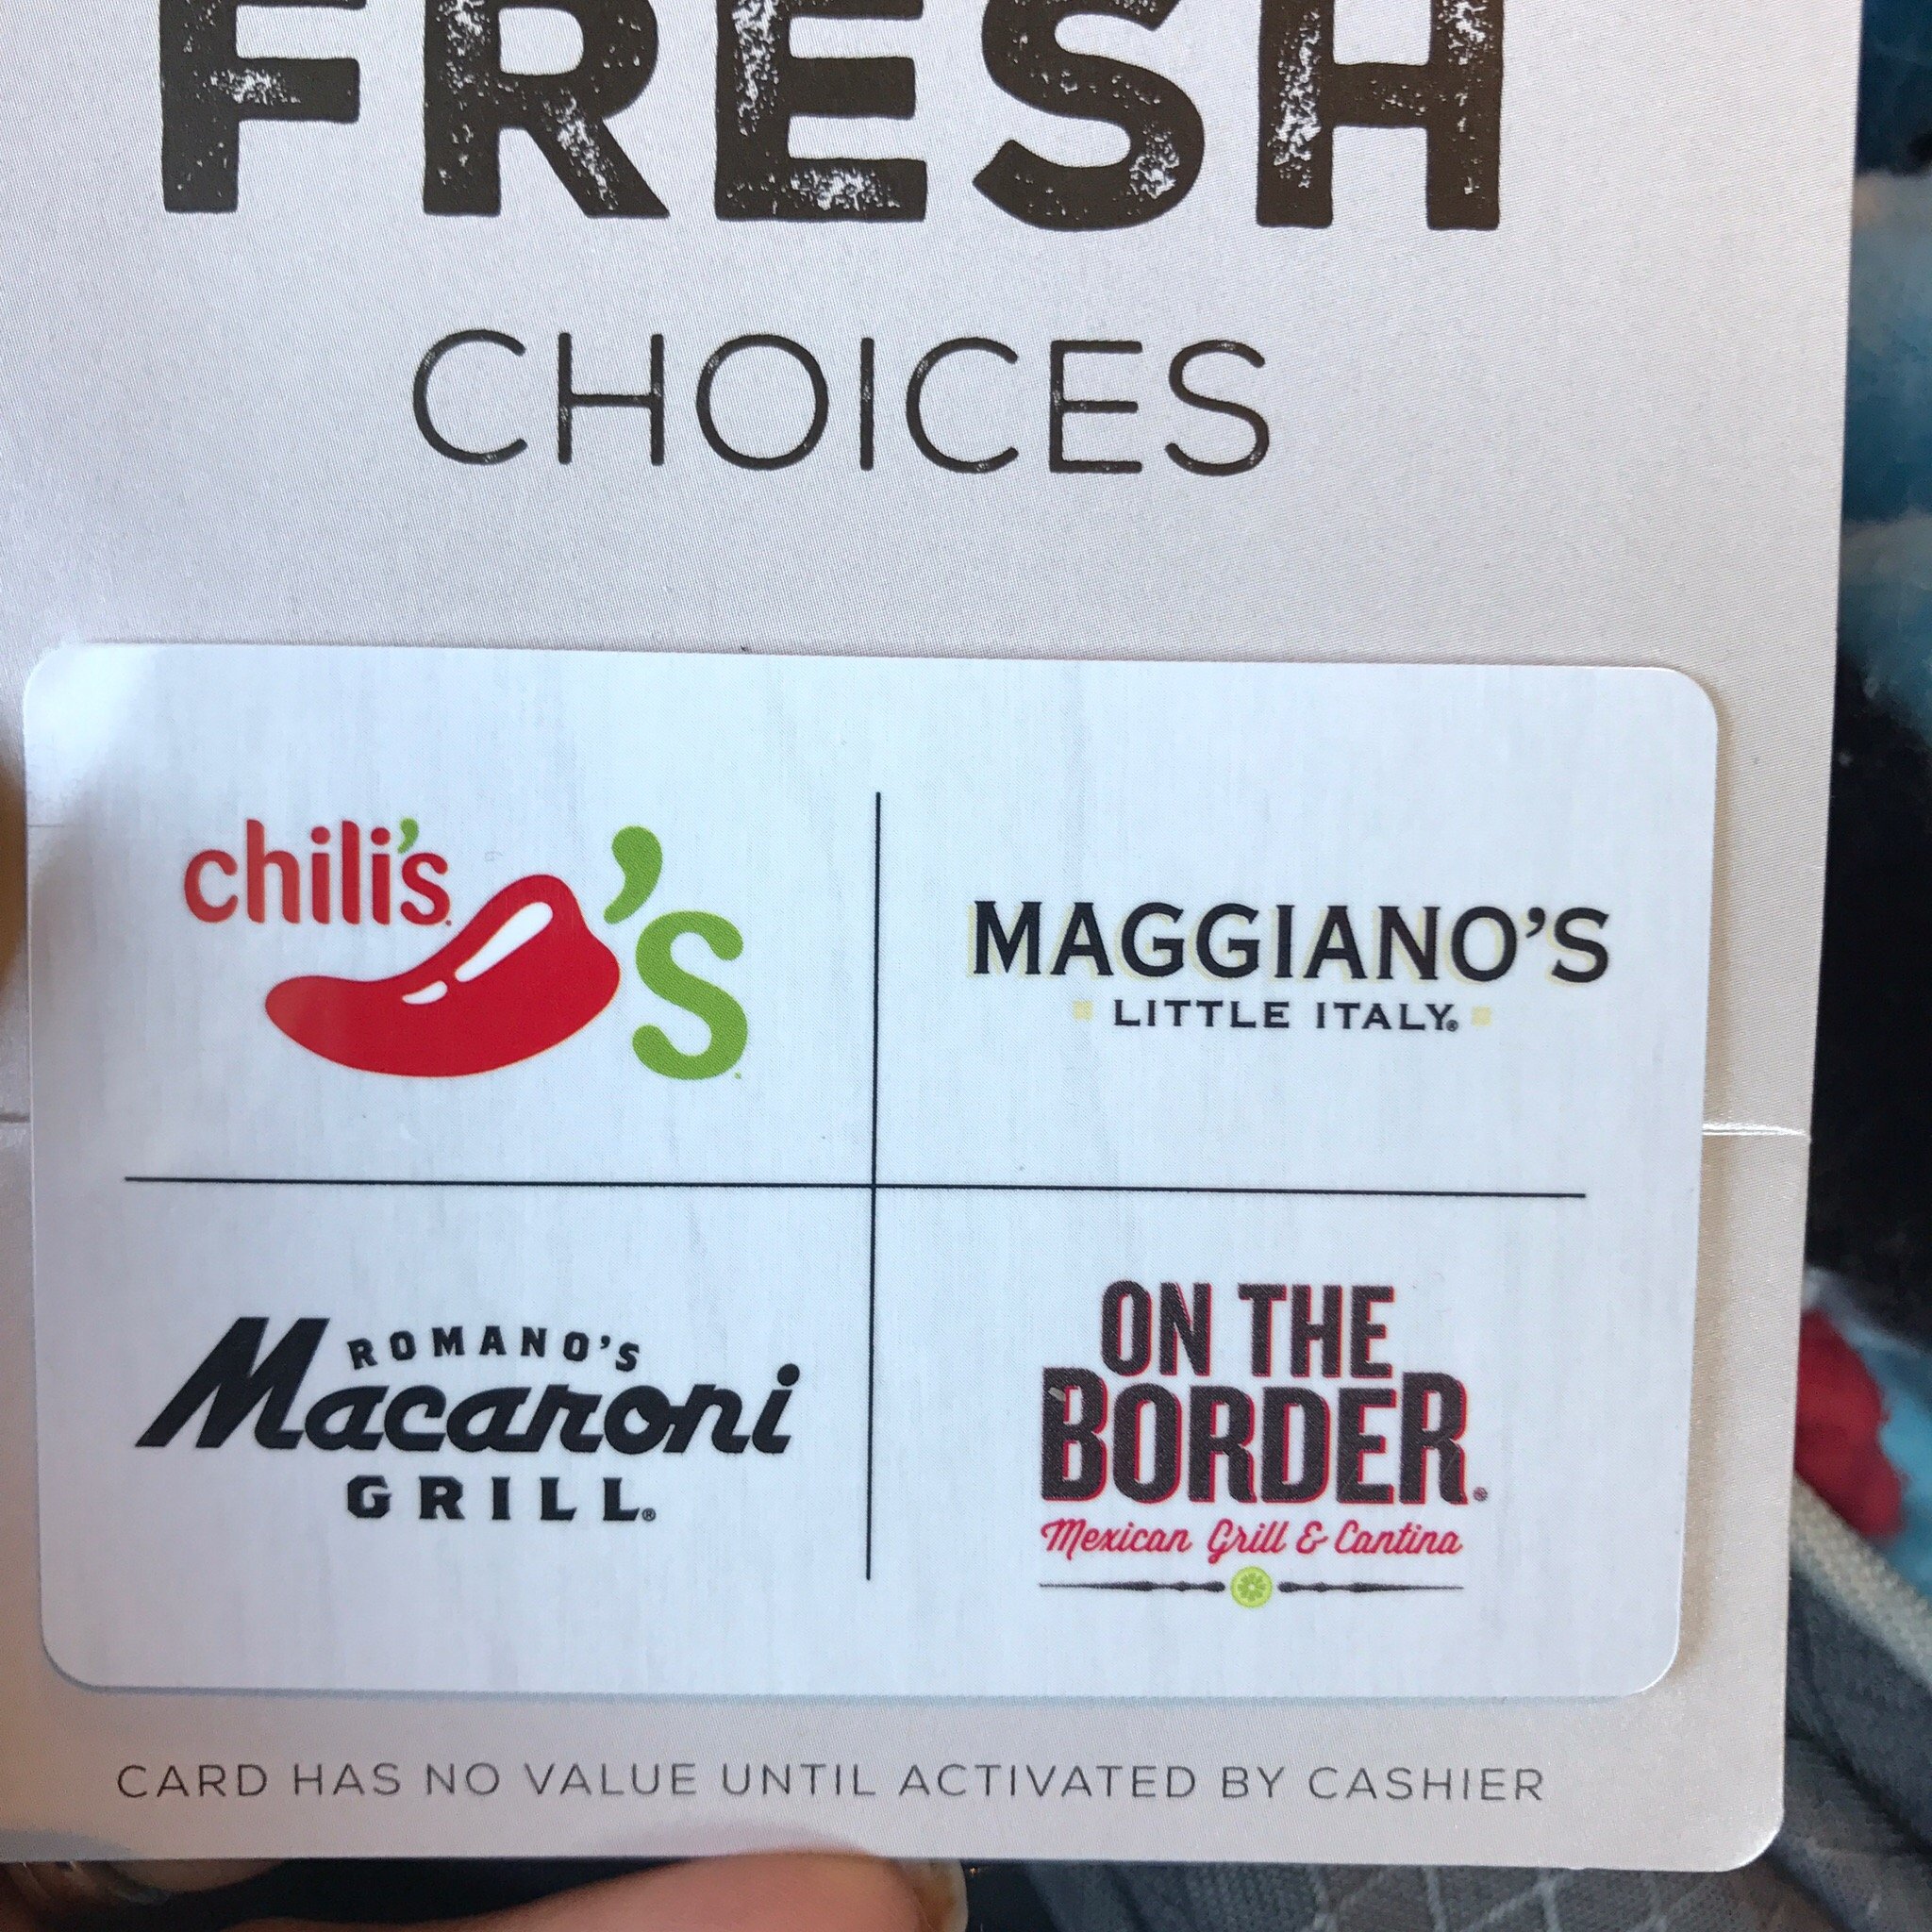 FRESH
CHOICES
chili's
's
MAGGIANO'S
LITTLE ITALY®
ROMANO'S
Macaroni
GRILL®
ON THE
BORDER®
Mexican Grill & Cantina
CARD HAS NO VALUE UNTIL ACTIVATED BY CASHIER